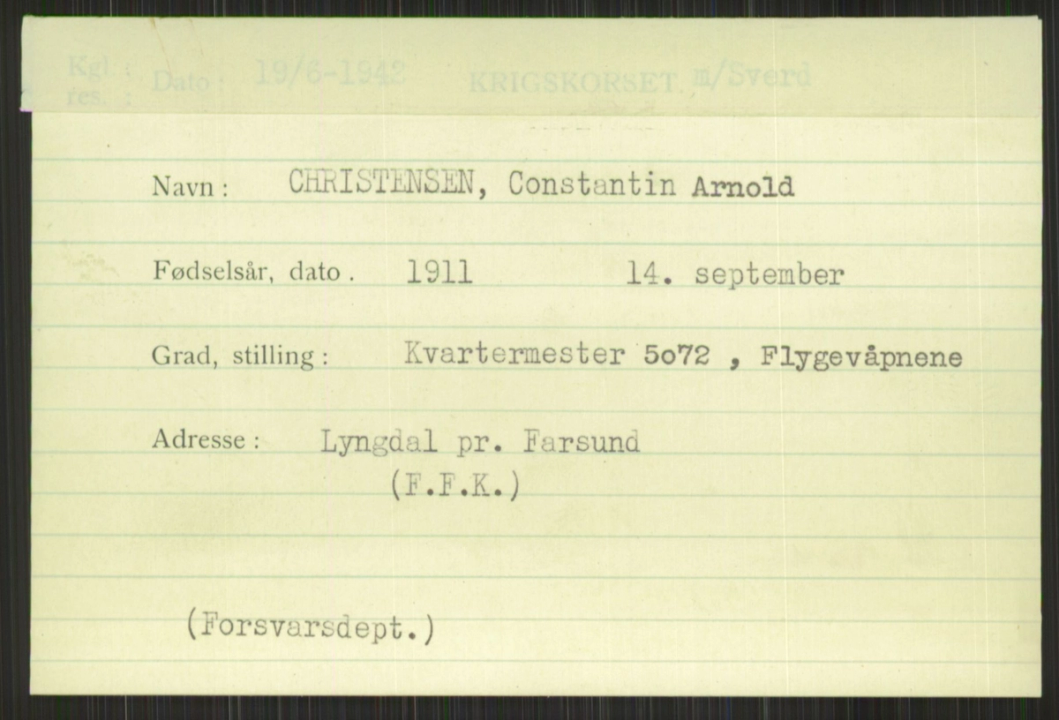 Kgl. res. : Dato : 19/6-1942 KRIGSKORSET. m/Sverd
Navn : CHRISTENSEN, Constantin Arnold
Fødselsår, dato . 1911 14. september
Grad, stilling : Kvartermester 5o72 , Flygevåpnene
Adresse : Lyngdal pr. Farsund
(F.F.K.)
(Forsvarsdept.)